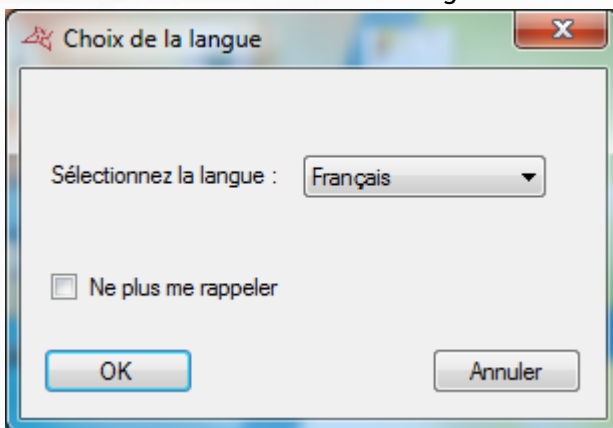 Choix de la langue
Sélectionnez la langue : Français
Ne plus me rappeler
OK Annuler